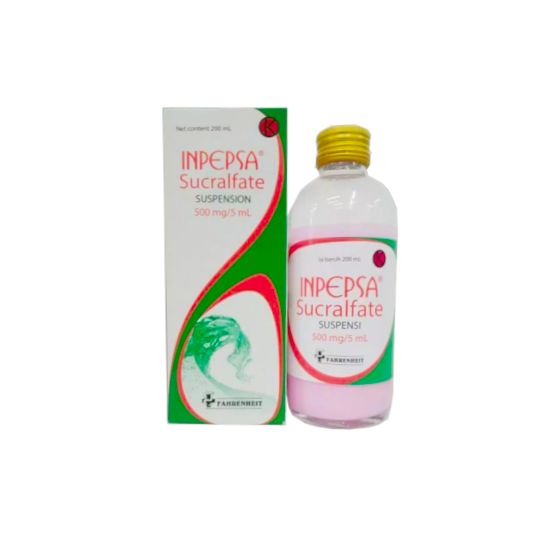 Net content 200 mL
K
INPEPSA®
Sucralfate
SUSPENSION
500 mg/5 mL
FAHRENHEIT
Isi bersih 200 mL
K
INPEPSA®
Sucralfate
SUSPENSI
500 mg/5 mL
FAHRENHEIT